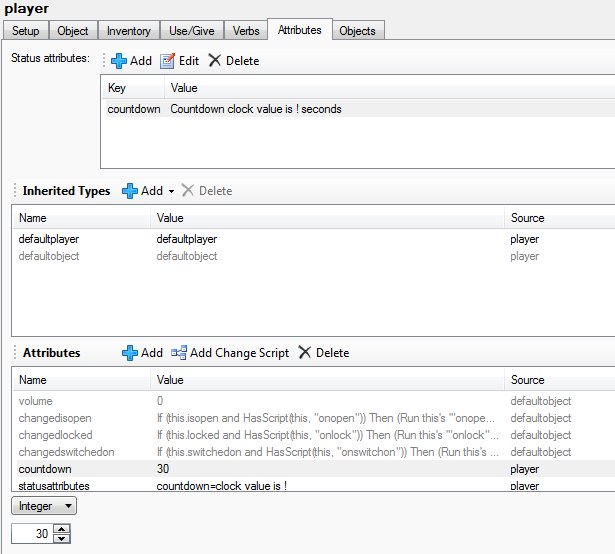 player
Setup Object Inventory Use/Give Verbs Attributes Objects
Status attributes: Add Edit Delete
Key Value
countdown Countdown clock value is ! seconds
Inherited Types Add Delete
Name Value Source
defaultplayer defaultplayer player
defaultobject defaultobject player
Attributes Add Add Change Script Delete
Name Value Source
volume 0 defaultobject
changedisopen If (this.isopen and HasScript(this, "onopen")) Then (Run this's '"onope... defaultobject
changedlocked If (this.locked and HasScript(this, "onlock")) Then (Run this's '"onlock"... defaultobject
changedswitchedon If (this.switchedon and HasScript(this, "onswitchon")) Then (Run this's ... defaultobject
countdown 30 player
statusattributes countdown=clock value is ! player
Integer
30